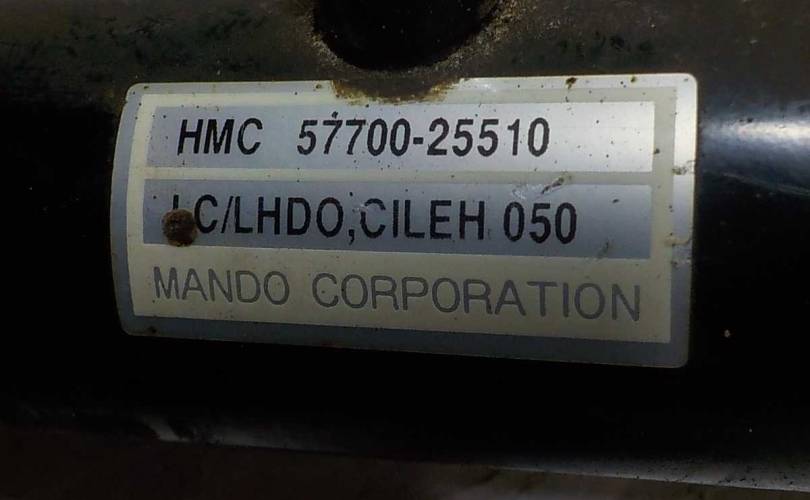 HMC 57700-25510
LC/LHDO,CILEH 050
MANDO CORPORATION